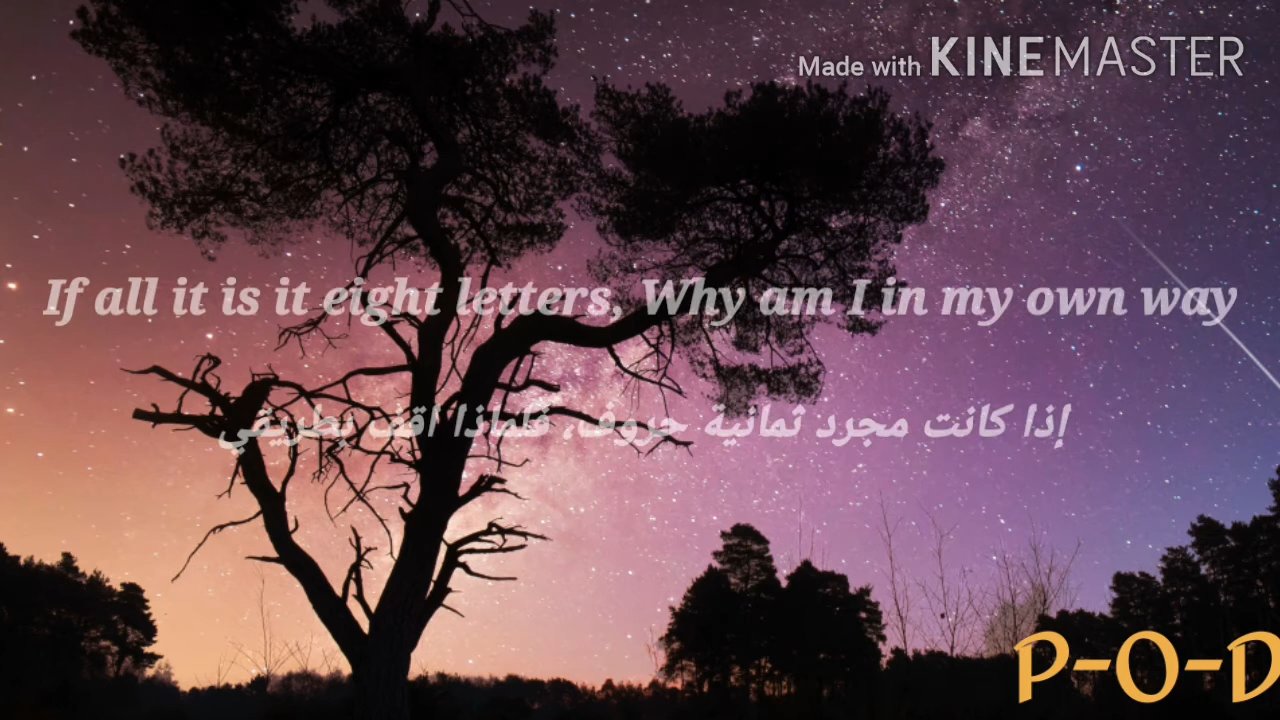 Made with KINEMASTER
If all it is it eight letters, Why am I in my own way
إذا كانت مجرد ثمانية حروف، فلماذا اقف بطريقي
P-O-D